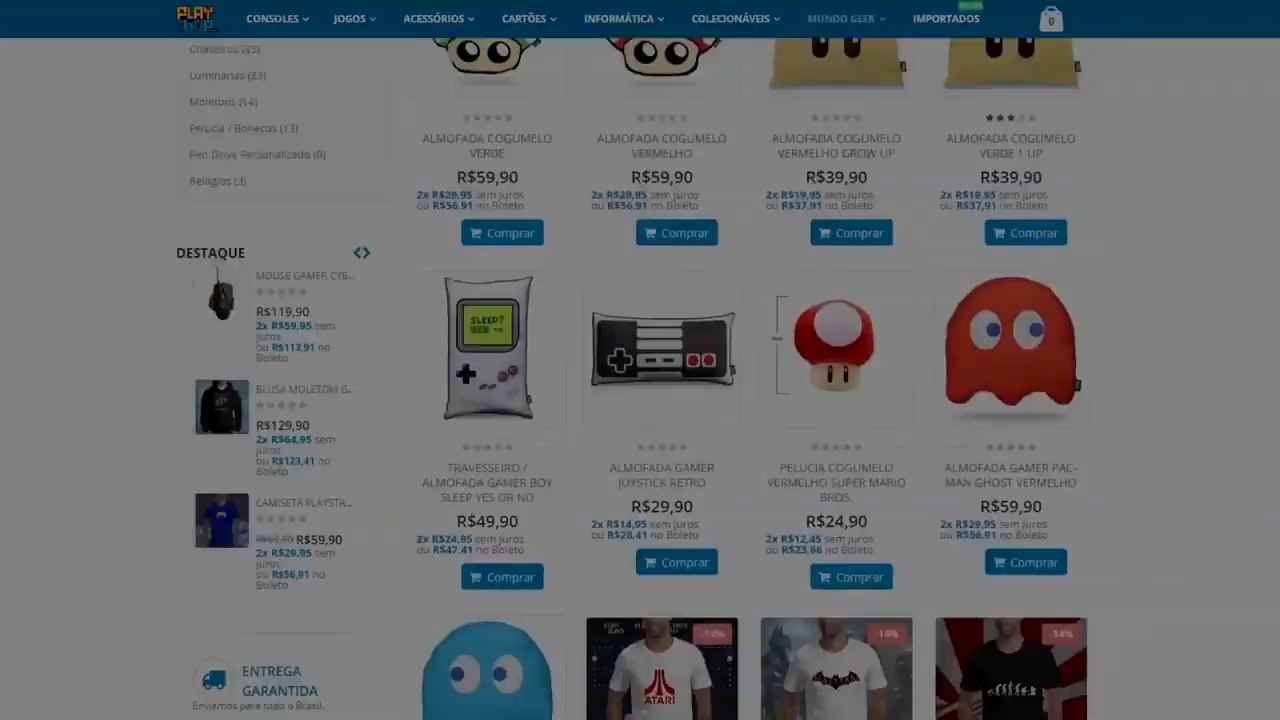 PLAY SHOP
CONSOLES
JOGOS
ACESSÓRIOS
CARTÕES
INFORMÁTICA
COLECIONÁVEIS
MUNDO GEEK
IMPORTADOS
0
Chaveiros (95)
Luminárias (33)
Moletons (14)
Pelucia / Bonecos (13)
Pen Drive Personalizado (0)
Relógios (3)
ALMOFADA COGUMELO
VERDE
R$59,90
2x R$29,95 sem juros
ou R$56,91 no Boleto
Comprar
ALMOFADA COGUMELO
VERMELHO
R$59,90
2x R$29,95 sem juros
ou R$56,91 no Boleto
Comprar
ALMOFADA COGUMELO
VERMELHO GROW UP
R$39,90
2x R$19,95 sem juros
ou R$37,91 no Boleto
Comprar
ALMOFADA COGUMELO
VERDE 1 UP
R$39,90
2x R$19,95 sem juros
ou R$37,91 no Boleto
Comprar
DESTAQUE
MOUSE GAMER CYB...
R$119,90
2x R$59,95 sem
juros
ou R$113,91 no
Boleto
BLUSA MOLETOM G...
R$129,90
2x R$64,95 sem
juros
ou R$123,41 no
Boleto
CAMISETA PLAYSTA...
R$69,90 R$59,90
2x R$29,95 sem
juros
ou R$56,91 no
Boleto
SLEEP?
TRAVESSEIRO /
ALMOFADA GAMER BOY
SLEEP YES OR NO
R$49,90
2x R$24,95 sem juros
ou R$47,41 no Boleto
Comprar
ALMOFADA GAMER
JOYSTICK RETRO
R$29,90
2x R$14,95 sem juros
ou R$28,41 no Boleto
Comprar
PELUCIA COGUMELO
VERMELHO SUPER MARIO
BROS.
R$24,90
2x R$12,45 sem juros
ou R$23,66 no Boleto
Comprar
ALMOFADA GAMER PAC-
MAN GHOST VERMELHO
R$59,90
2x R$29,95 sem juros
ou R$56,91 no Boleto
Comprar
ENTREGA
GARANTIDA
Enviamos para todo o Brasil.
-14%
ATARI
-14%
-14%